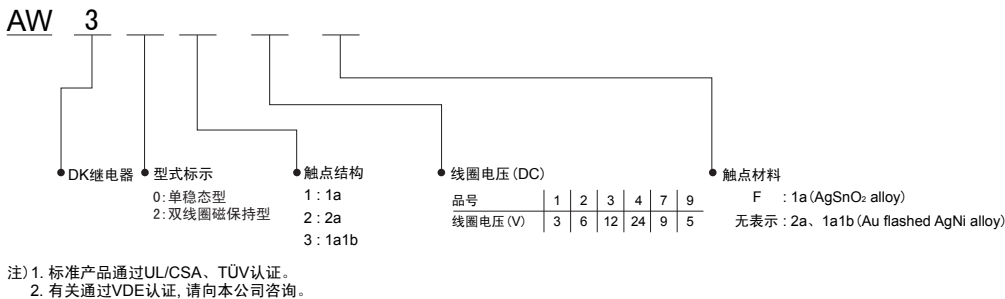 AW 3
DK继电器
型式标示
0:单稳态型
2:双线圈磁保持型
触点结构
1 : 1a
2 : 2a
3 : 1a1b
线圈电压(DC)
品号 1 2 3 4 7 9
线圈电压(V) 3 6 12 24 9 5
触点材料
F : 1a(AgSnO₂ alloy)
无表示 : 2a、1a1b(Au flashed AgNi alloy)
注)1. 标准产品通过UL/CSA、TÜV认证。
2. 有关通过VDE认证, 请向本公司咨询。